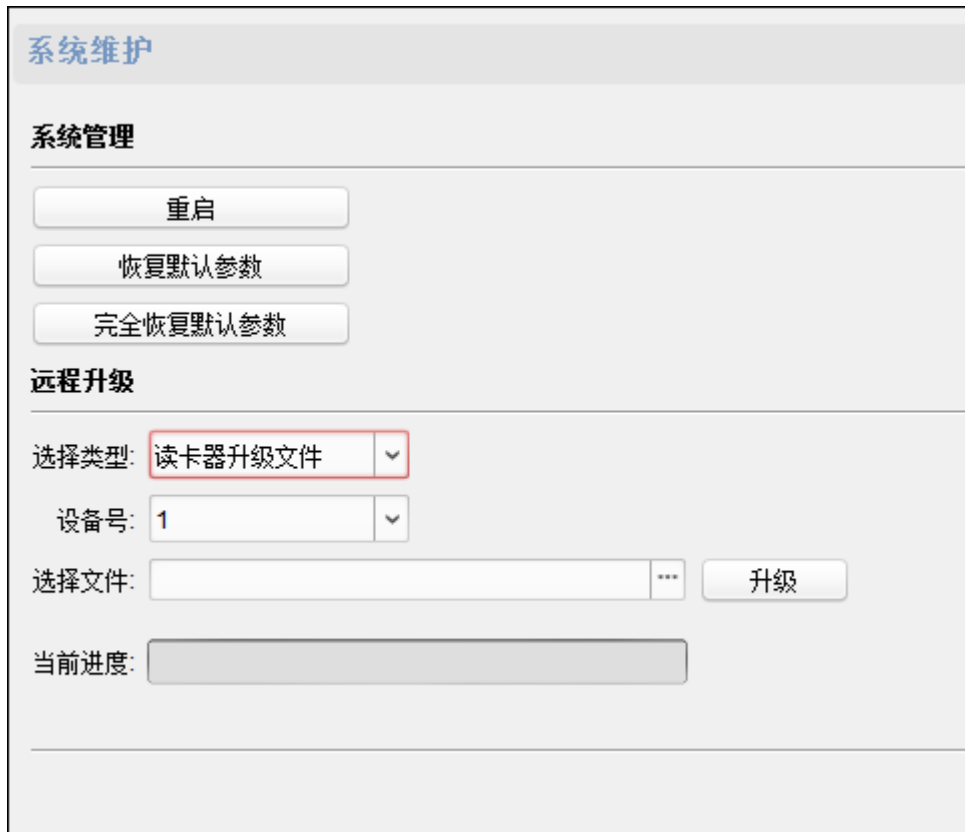 系统维护
系统管理
重启
恢复默认参数
完全恢复默认参数
远程升级
选择类型: 读卡器升级文件
设备号: 1
选择文件: ... 升级
当前进度: